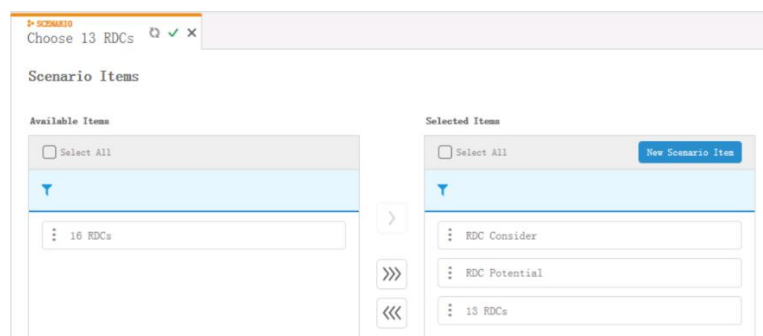 SCENARIO
Choose 13 RDCs
Scenario Items
Available Items
Selected Items
Select All
Select All
New Scenario Item
16 RDCs
RDC Consider
RDC Potential
13 RDCs